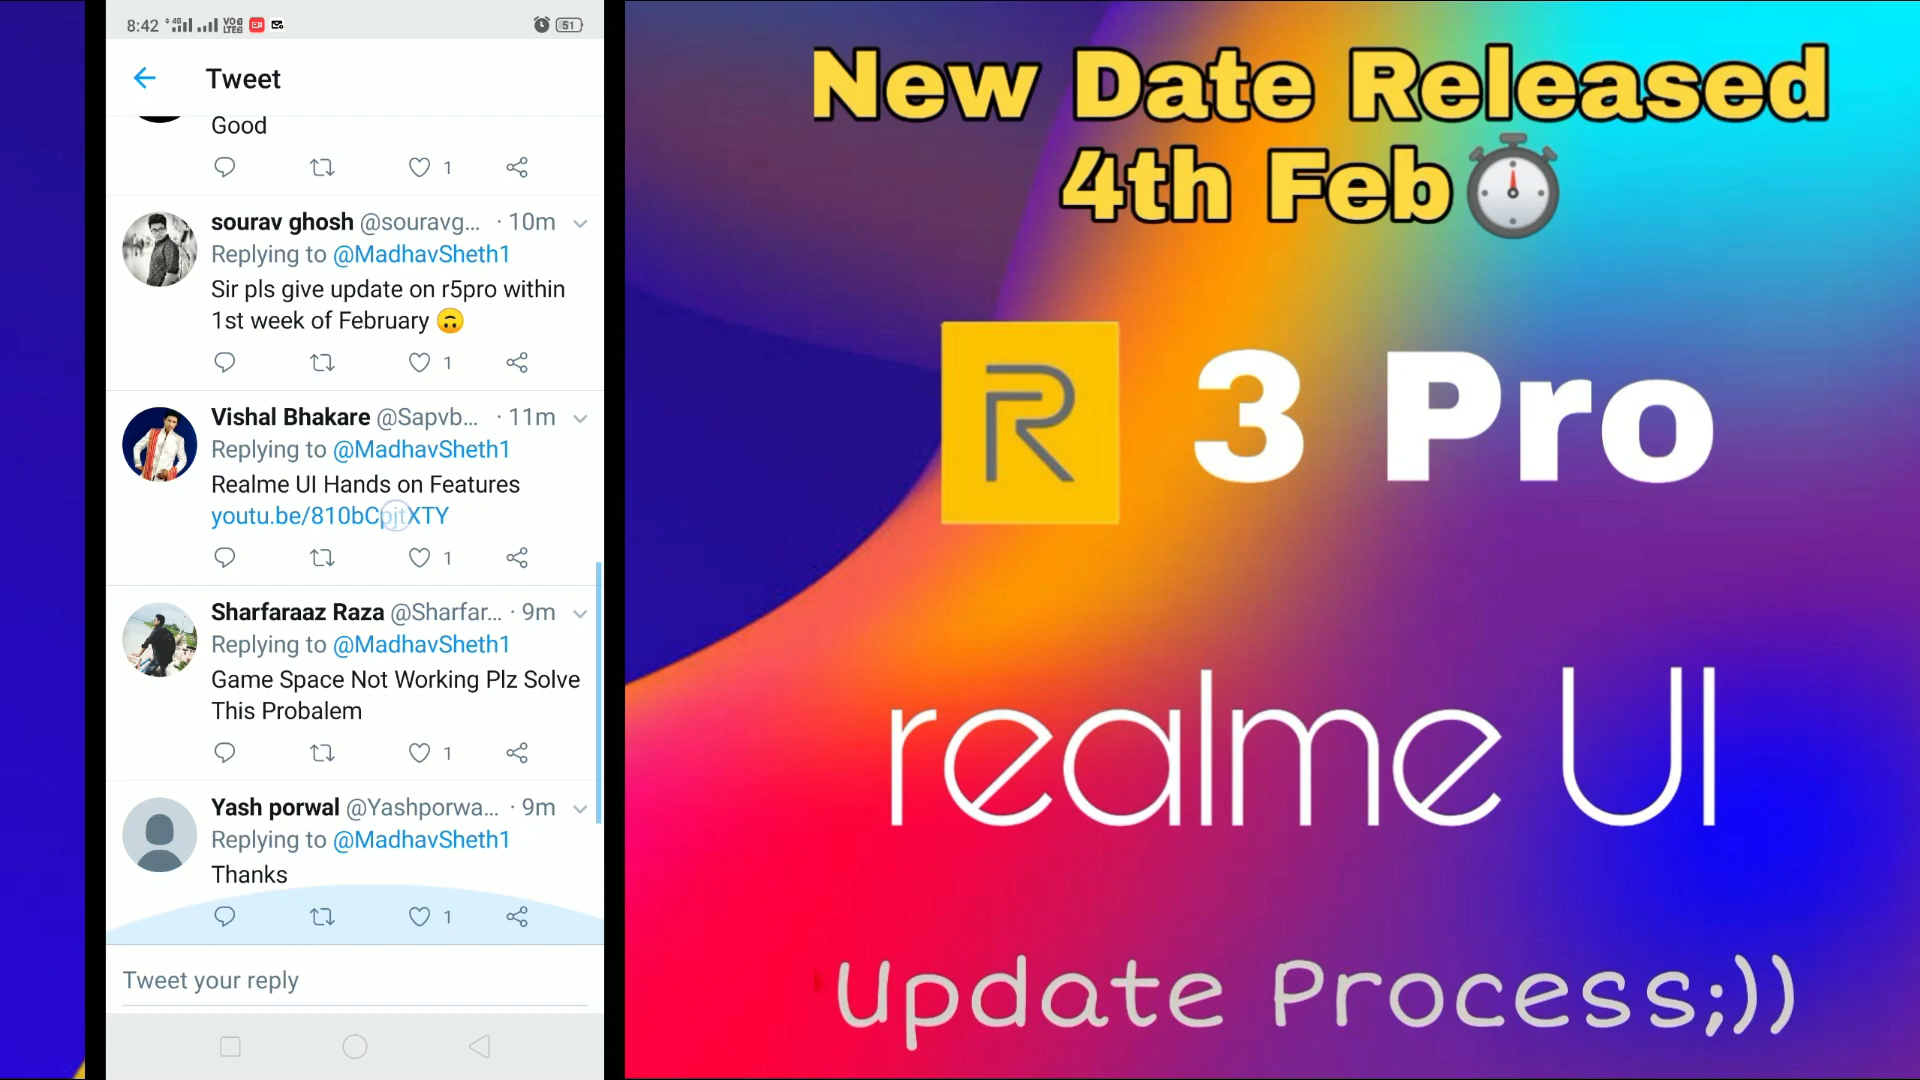 8:42 4G VoG LTE2 51
Tweet
Good
1
sourav ghosh @souravg... · 10m
Replying to @MadhavSheth1
Sir pls give update on r5pro within
1st week of February 🙃
1
Vishal Bhakare @Sapvb... · 11m
Replying to @MadhavSheth1
Realme UI Hands on Features
youtu.be/810bCpjtXTY
1
Sharfaraaz Raza @Sharfar... · 9m
Replying to @MadhavSheth1
Game Space Not Working Plz Solve
This Probalem
1
Yash porwal @Yashporwa... · 9m
Replying to @MadhavSheth1
Thanks
1
Tweet your reply
New Date Released
4th Feb⏱
R 3 Pro
realme UI
Update Process;))